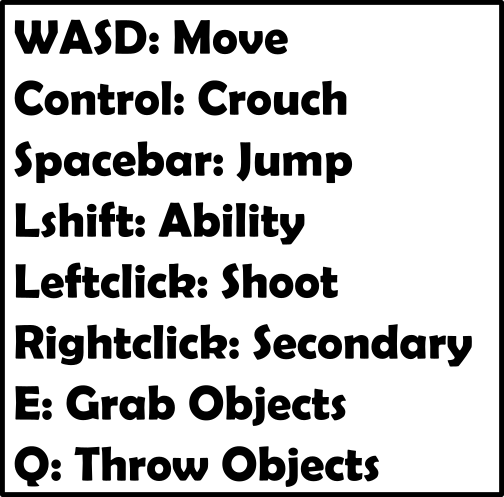 WASD: Move
Control: Crouch
Spacebar: Jump
Lshift: Ability
Leftclick: Shoot
Rightclick: Secondary
E: Grab Objects
Q: Throw Objects